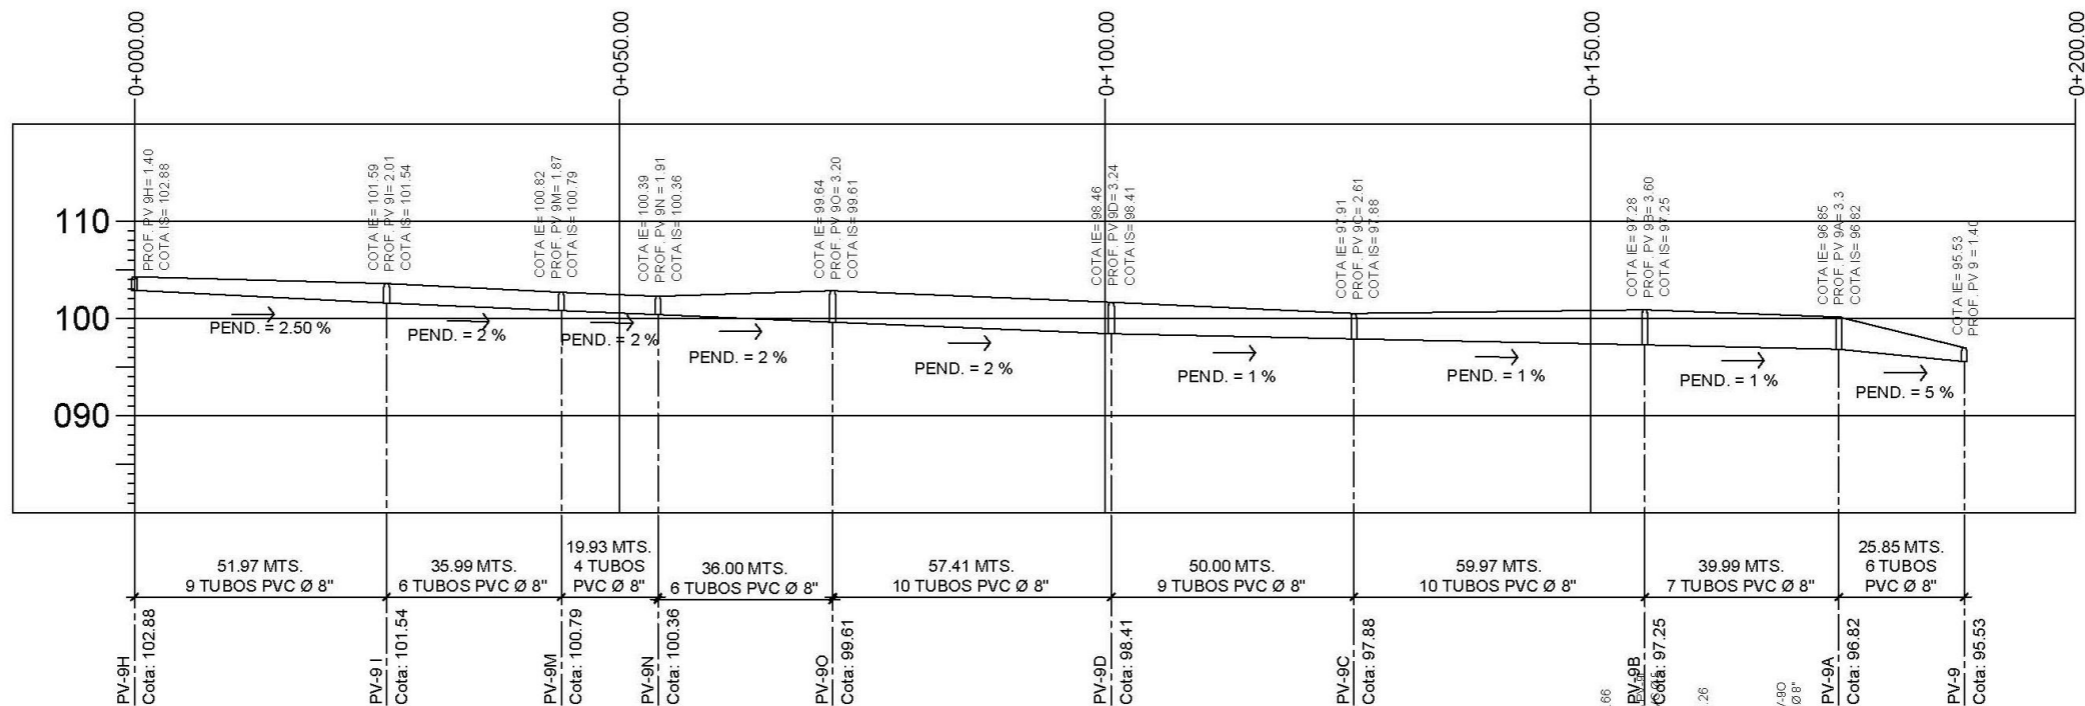 0+000.00
0+050.00
0+100.00
0+150.00
0+200.00
PROF. PV 9H= 1.40
COTA IS= 102.88
COTA IE= 101.59
PROF. PV 9I= 2.01
COTA IS= 101.54
COTA IE= 100.82
PROF. PV 9M= 1.87
COTA IS= 100.79
COTA IE= 100.39
PROF. PV 9N = 1.91
COTA IS= 100.36
COTA IE= 99.64
PROF. PV 9O= 3.20
COTA IS= 99.61
COTA IE= 98.46
PROF. PV 9D= 3.24
COTA IS= 98.41
COTA IE= 97.91
PROF. PV 9C= 2.61
COTA IS= 97.88
COTA IE= 97.28
PROF. PV 9B= 3.60
COTA IS= 97.25
COTA IE= 96.85
PROF. PV 9A= 3.3
COTA IS= 96.82
COTA IE= 95.53
PROF. PV 9 = 1.40
110
100
090
PEND. = 2.50 %
PEND. = 2 %
PEND. = 2 %
PEND. = 2 %
PEND. = 2 %
PEND. = 1 %
PEND. = 1 %
PEND. = 1 %
PEND. = 5 %
51.97 MTS.
9 TUBOS PVC Ø 8"
35.99 MTS.
6 TUBOS PVC Ø 8"
19.93 MTS.
4 TUBOS
PVC Ø 8"
36.00 MTS.
6 TUBOS PVC Ø 8"
57.41 MTS.
10 TUBOS PVC Ø 8"
50.00 MTS.
9 TUBOS PVC Ø 8"
59.97 MTS.
10 TUBOS PVC Ø 8"
39.99 MTS.
7 TUBOS PVC Ø 8"
25.85 MTS.
6 TUBOS
PVC Ø 8"
PV-9H
Cota: 102.88
PV-9 I
Cota: 101.54
PV-9M
Cota: 100.79
PV-9N
Cota: 100.36
PV-9O
Cota: 99.61
PV-9D
Cota: 98.41
PV-9C
Cota: 97.88
PV-9B
Cota: 97.25
PV-9A
Cota: 96.82
PV-9
Cota: 95.53
.66
.26
Ø 8"